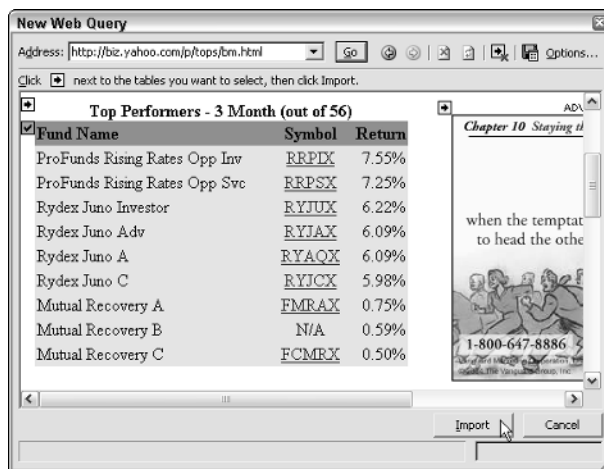 New Web Query
Address: http://biz.yahoo.com/p/tops/bm.html Go Options...
Click next to the tables you want to select, then click Import.
Top Performers - 3 Month (out of 56)
Fund Name Symbol Return
ProFunds Rising Rates Opp Inv RRPIX 7.55%
ProFunds Rising Rates Opp Svc RRPSX 7.25%
Rydex Juno Investor RYJUX 6.22%
Rydex Juno Adv RYJAX 6.09%
Rydex Juno A RYAQX 6.09%
Rydex Juno C RYJCX 5.98%
Mutual Recovery A FMRAX 0.75%
Mutual Recovery B N/A 0.59%
Mutual Recovery C FCMRX 0.50%
Chapter 10 Staying
when the temptat
to head the othe
1-800-647-8886
Import Cancel